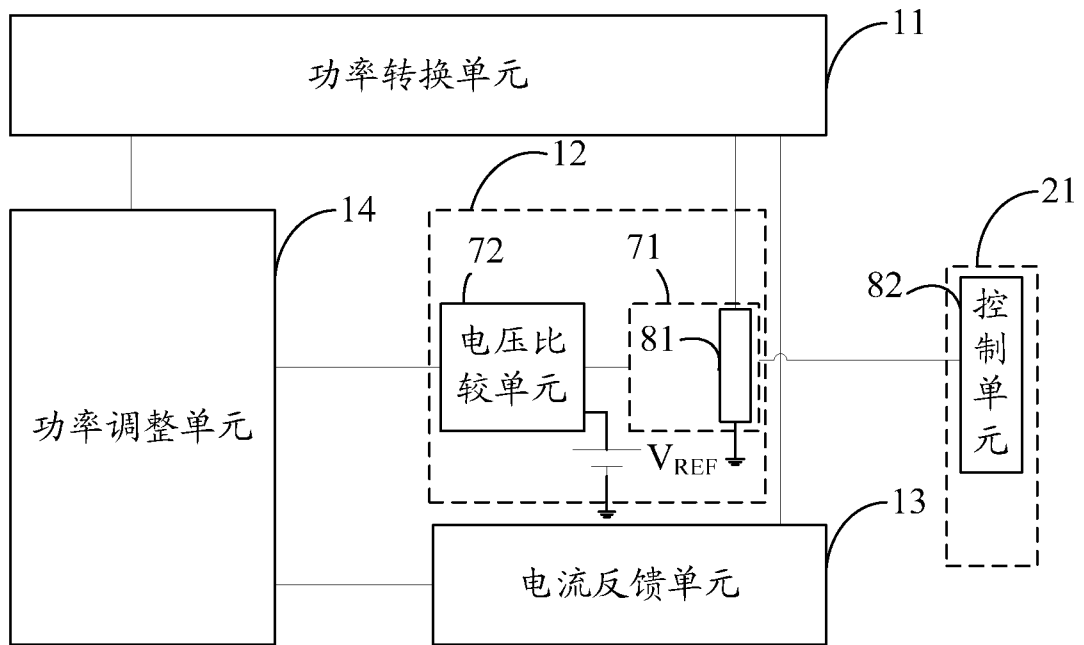 11
功率转换单元
12
14
21
72
71
82
控制单元
电压比
较单元
81
功率调整单元
VREF
13
电流反馈单元